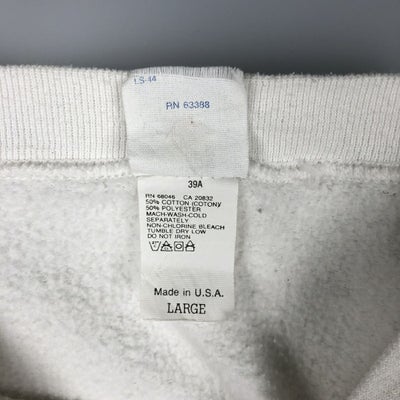 LS-44
RN 63388
39A
RN 68046 CA 20832
50% COTTON (COTON)/
50% POLYESTER
MACH-WASH-COLD
SEPARATELY
NON-CHLORINE BLEACH
TUMBLE DRY LOW
DO NOT IRON
Made in U.S.A.
LARGE